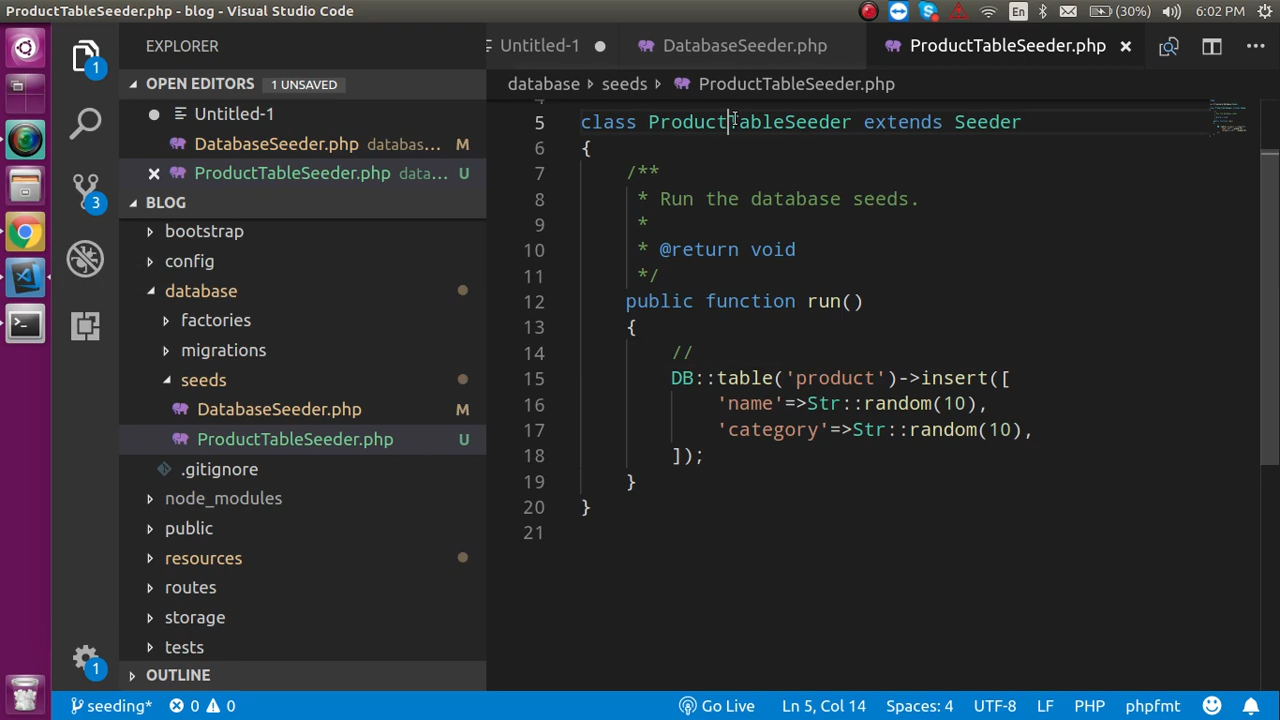 ProductTableSeeder.php - blog - Visual Studio Code
En
(30%)
6:02 PM
EXPLORER
Untitled-1
DatabaseSeeder.php
ProductTableSeeder.php
OPEN EDITORS 1 UNSAVED
database > seeds > ProductTableSeeder.php
1
Untitled-1
DatabaseSeeder.php databas... M
ProductTableSeeder.php data... U
3
BLOG
bootstrap
config
database
factories
migrations
seeds
DatabaseSeeder.php M
ProductTableSeeder.php U
.gitignore
node_modules
public
resources
routes
storage
tests
1
OUTLINE
4
5 class ProductTableSeeder extends Seeder
6 {
7 /**
8 * Run the database seeds.
9 *
10 * @return void
11 */
12 public function run()
13 {
14 //
15 DB::table('product')->insert([
16 'name'=>Str::random(10),
17 'category'=>Str::random(10),
18 ]);
19 }
20 }
21
seeding* 0 0
Go Live Ln 5, Col 14 Spaces: 4 UTF-8 LF PHP phpfmt